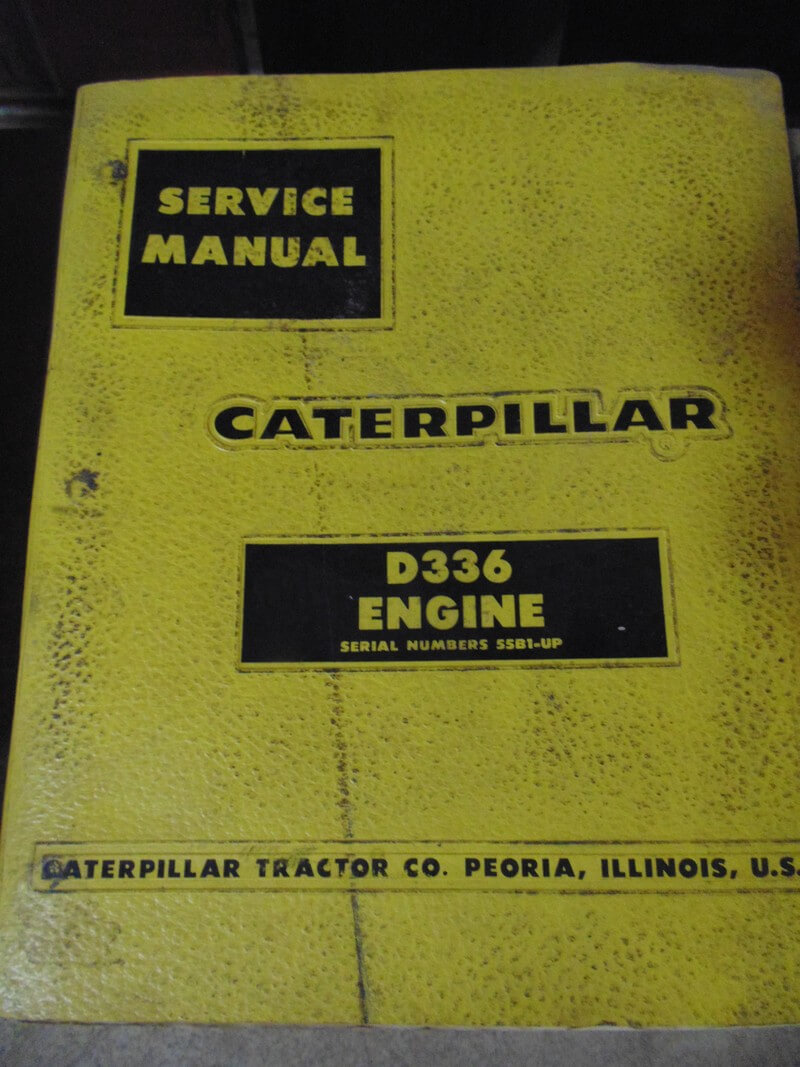 SERVICE
MANUAL
CATERPILLAR
D336
ENGINE
SERIAL NUMBERS 55B1-UP
CATERPILLAR TRACTOR CO. PEORIA, ILLINOIS, U.S.